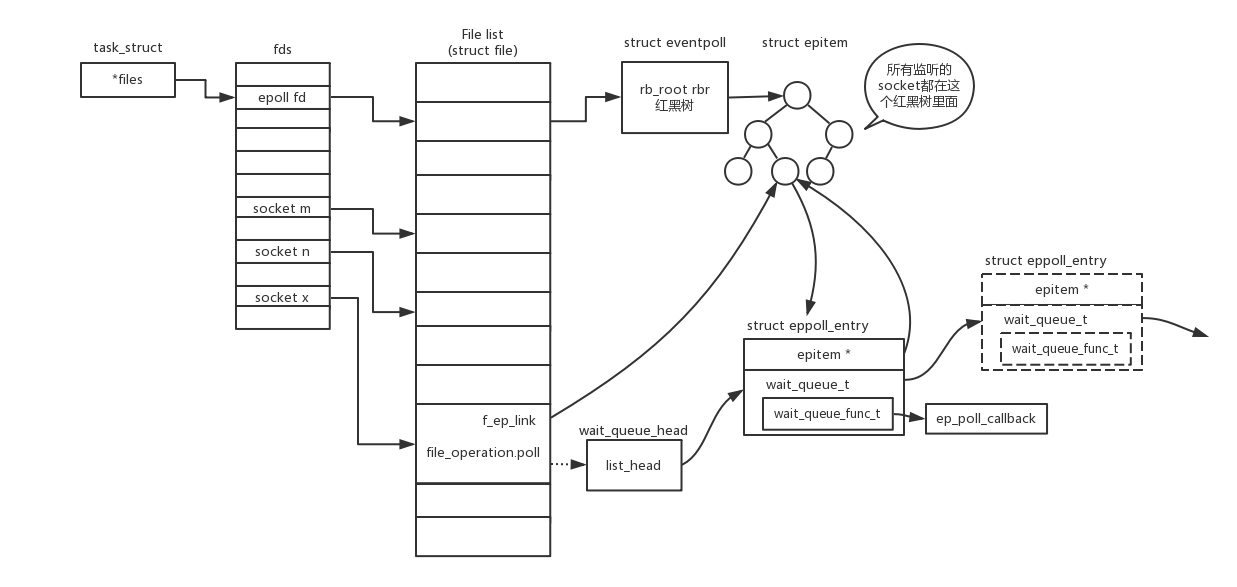 task_struct
*files
fds
epoll fd
socket m
socket n
socket x
File list
(struct file)
f_ep_link
file_operation.poll
struct eventpoll
rb_root rbr
红黑树
struct epitem
所有监听的
socket都在这
个红黑树里面
wait_queue_head
list_head
struct eppoll_entry
epitem *
wait_queue_t
wait_queue_func_t
ep_poll_callback
struct eppoll_entry
epitem *
wait_queue_t
wait_queue_func_t